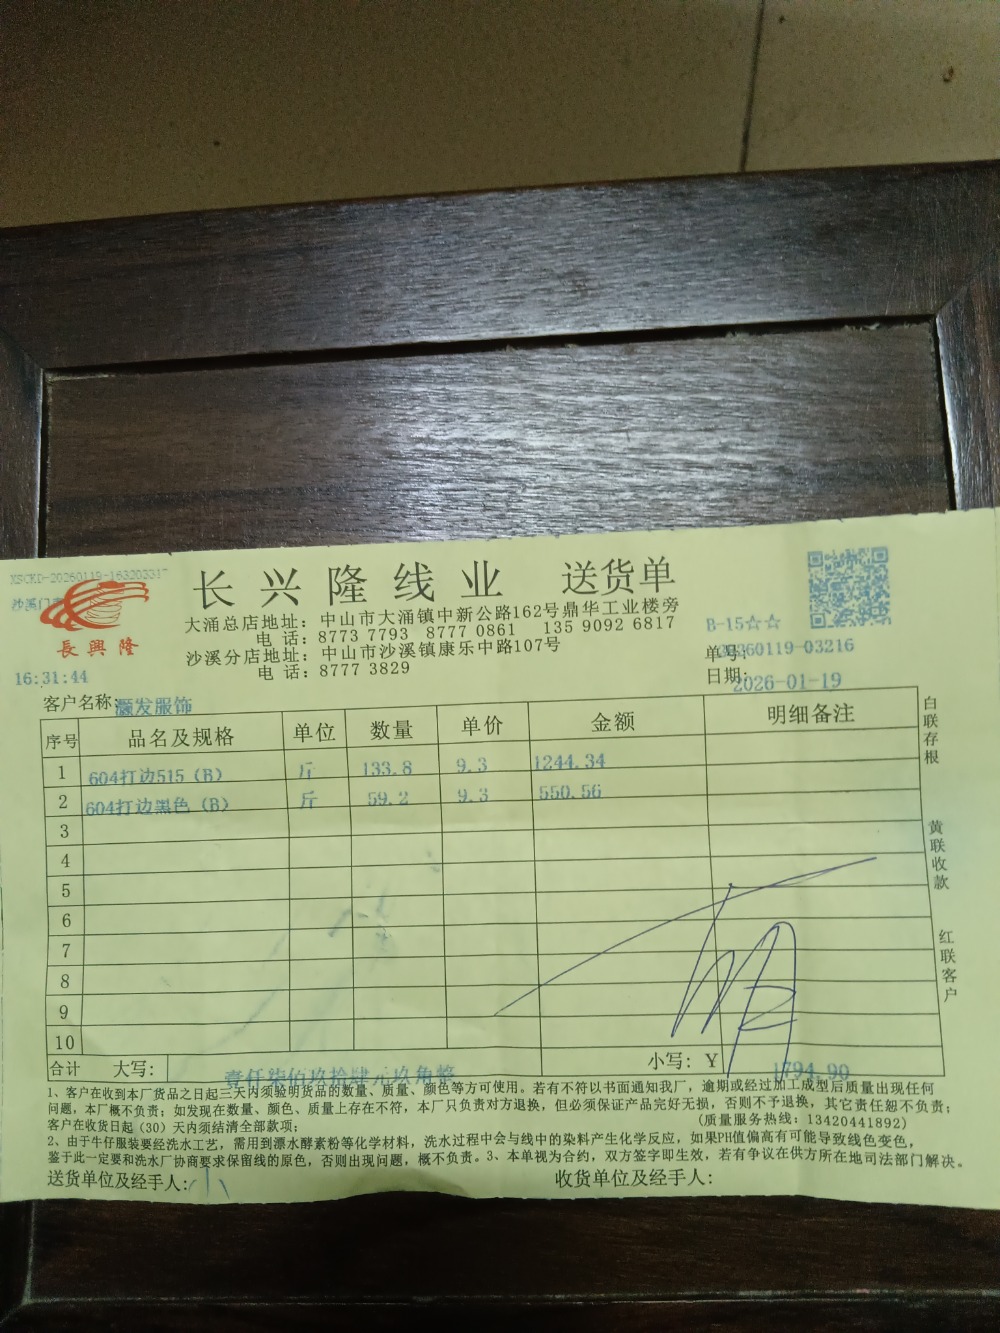 XSCKD-20260119-16320331
长兴隆线业 送货单
沙溪门
長興隆
大涌总店地址：中山市大涌镇中新公路162号鼎华工业楼旁
电 话：8773 7793 8777 0861 135 9092 6817
B-15☆☆
沙溪分店地址：中山市沙溪镇康乐中路107号
单号: 20260119-03216
电 话：8777 3829
日期: 2026-01-19
16:31:44
客户名称: 灏发服饰
序号 品名及规格 单位 数量 单价 金额 明细备注
1 604打边515（B） 斤 133.8 9.3 1244.34
2 604打边黑色（B） 斤 59.2 9.3 550.56
3
4
5
6
7
8
9
10
白联存根
黄联收款
红联客户
合计 大写: 壹仟柒佰玖拾肆元玖角整 小写: Y 1794.90
1、客户在收到本厂货品之日起三天内须验明货品的数量、质量、颜色等方可使用。若有不符以书面通知我厂，逾期或经过加工成型后质量出现任何
问题，本厂概不负责；如发现在数量、颜色、质量上存在不符，本厂只负责对方退换，但必须保证产品完好无损，否则不予退换，其它责任恕不负责；
客户在收货日起（30）天内须结清全部款项； (质量服务热线：13420441892)
2、由于牛仔服装要经洗水工艺，需用到漂水酵素粉等化学材料，洗水过程中会与线中的染料产生化学反应，如果PH值偏高有可能导致线色变色，
鉴于此一定要和洗水厂协商要求保留线的原色，否则出现问题，概不负责。3、本单视为合约，双方签字即生效，若有争议在供方所在地司法部门解决。
送货单位及经手人: 小 收货单位及经手人: